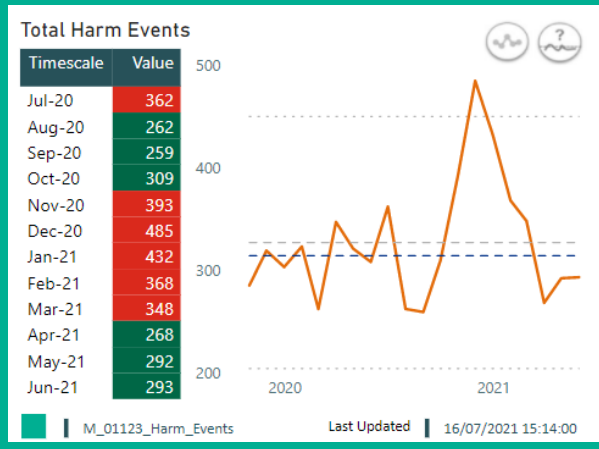 Total Harm Events
?
Timescale Value
Jul-20 362
Aug-20 262
Sep-20 259
Oct-20 309
Nov-20 393
Dec-20 485
Jan-21 432
Feb-21 368
Mar-21 348
Apr-21 268
May-21 292
Jun-21 293
500
400
300
200
2020 2021
M_01123_Harm_Events Last Updated 16/07/2021 15:14:00